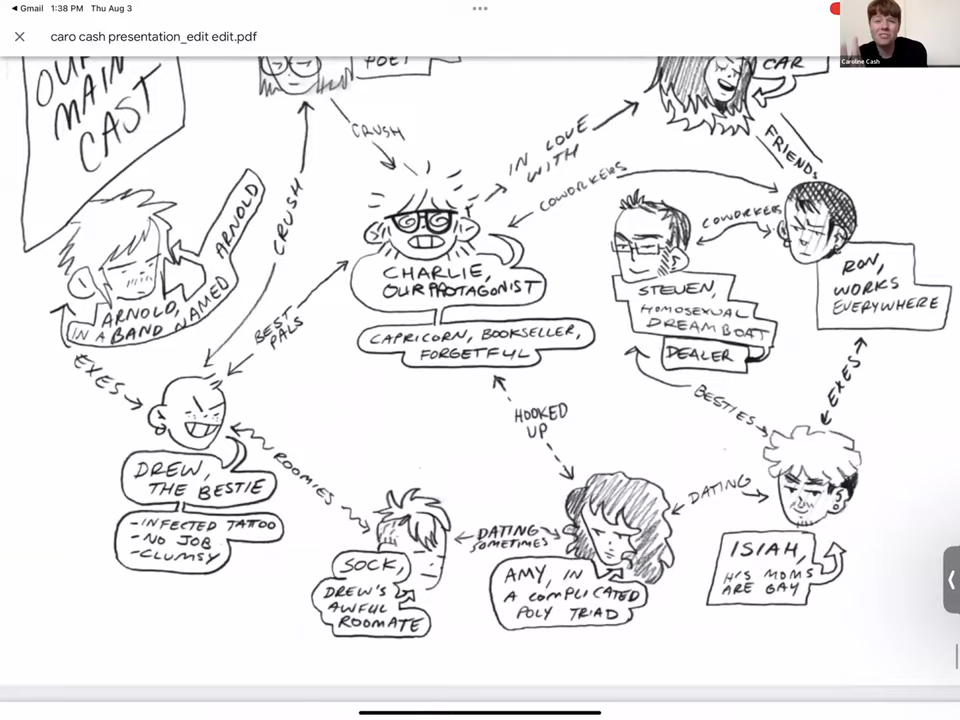 Gmail 1:38 PM Thu Aug 3
caro cash presentation_edit edit.pdf
Caroline Cash
OUR
MAIN
CAST
POET
CAR
CRUSH
IN LOVE
WITH
FRIENDS
COWORKERS
COWORKERS
CRUSH
ARNOLD,
IN A BAND NAMED ARNOLD
CHARLIE,
OUR PROTAGONIST
CAPRICORN, BOOKSELLER,
FORGETFUL
STEVEN,
HOMOSEXUAL
DREAMBOAT
DEALER
RON,
WORKS
EVERYWHERE
BEST
PALS
EXES
HOOKED
UP
BESTIES
EXES
DREW,
THE BESTIE
-INFECTED TATTOO
-NO JOB
-CLUMSY
ROOMIES
DATING
SOMETIMES
DATING
SOCK,
DREW'S
AWFUL
ROOMATE
AMY, IN
A COMPLICATED
POLY TRIAD
ISIAH,
HIS MOMS
ARE GAY